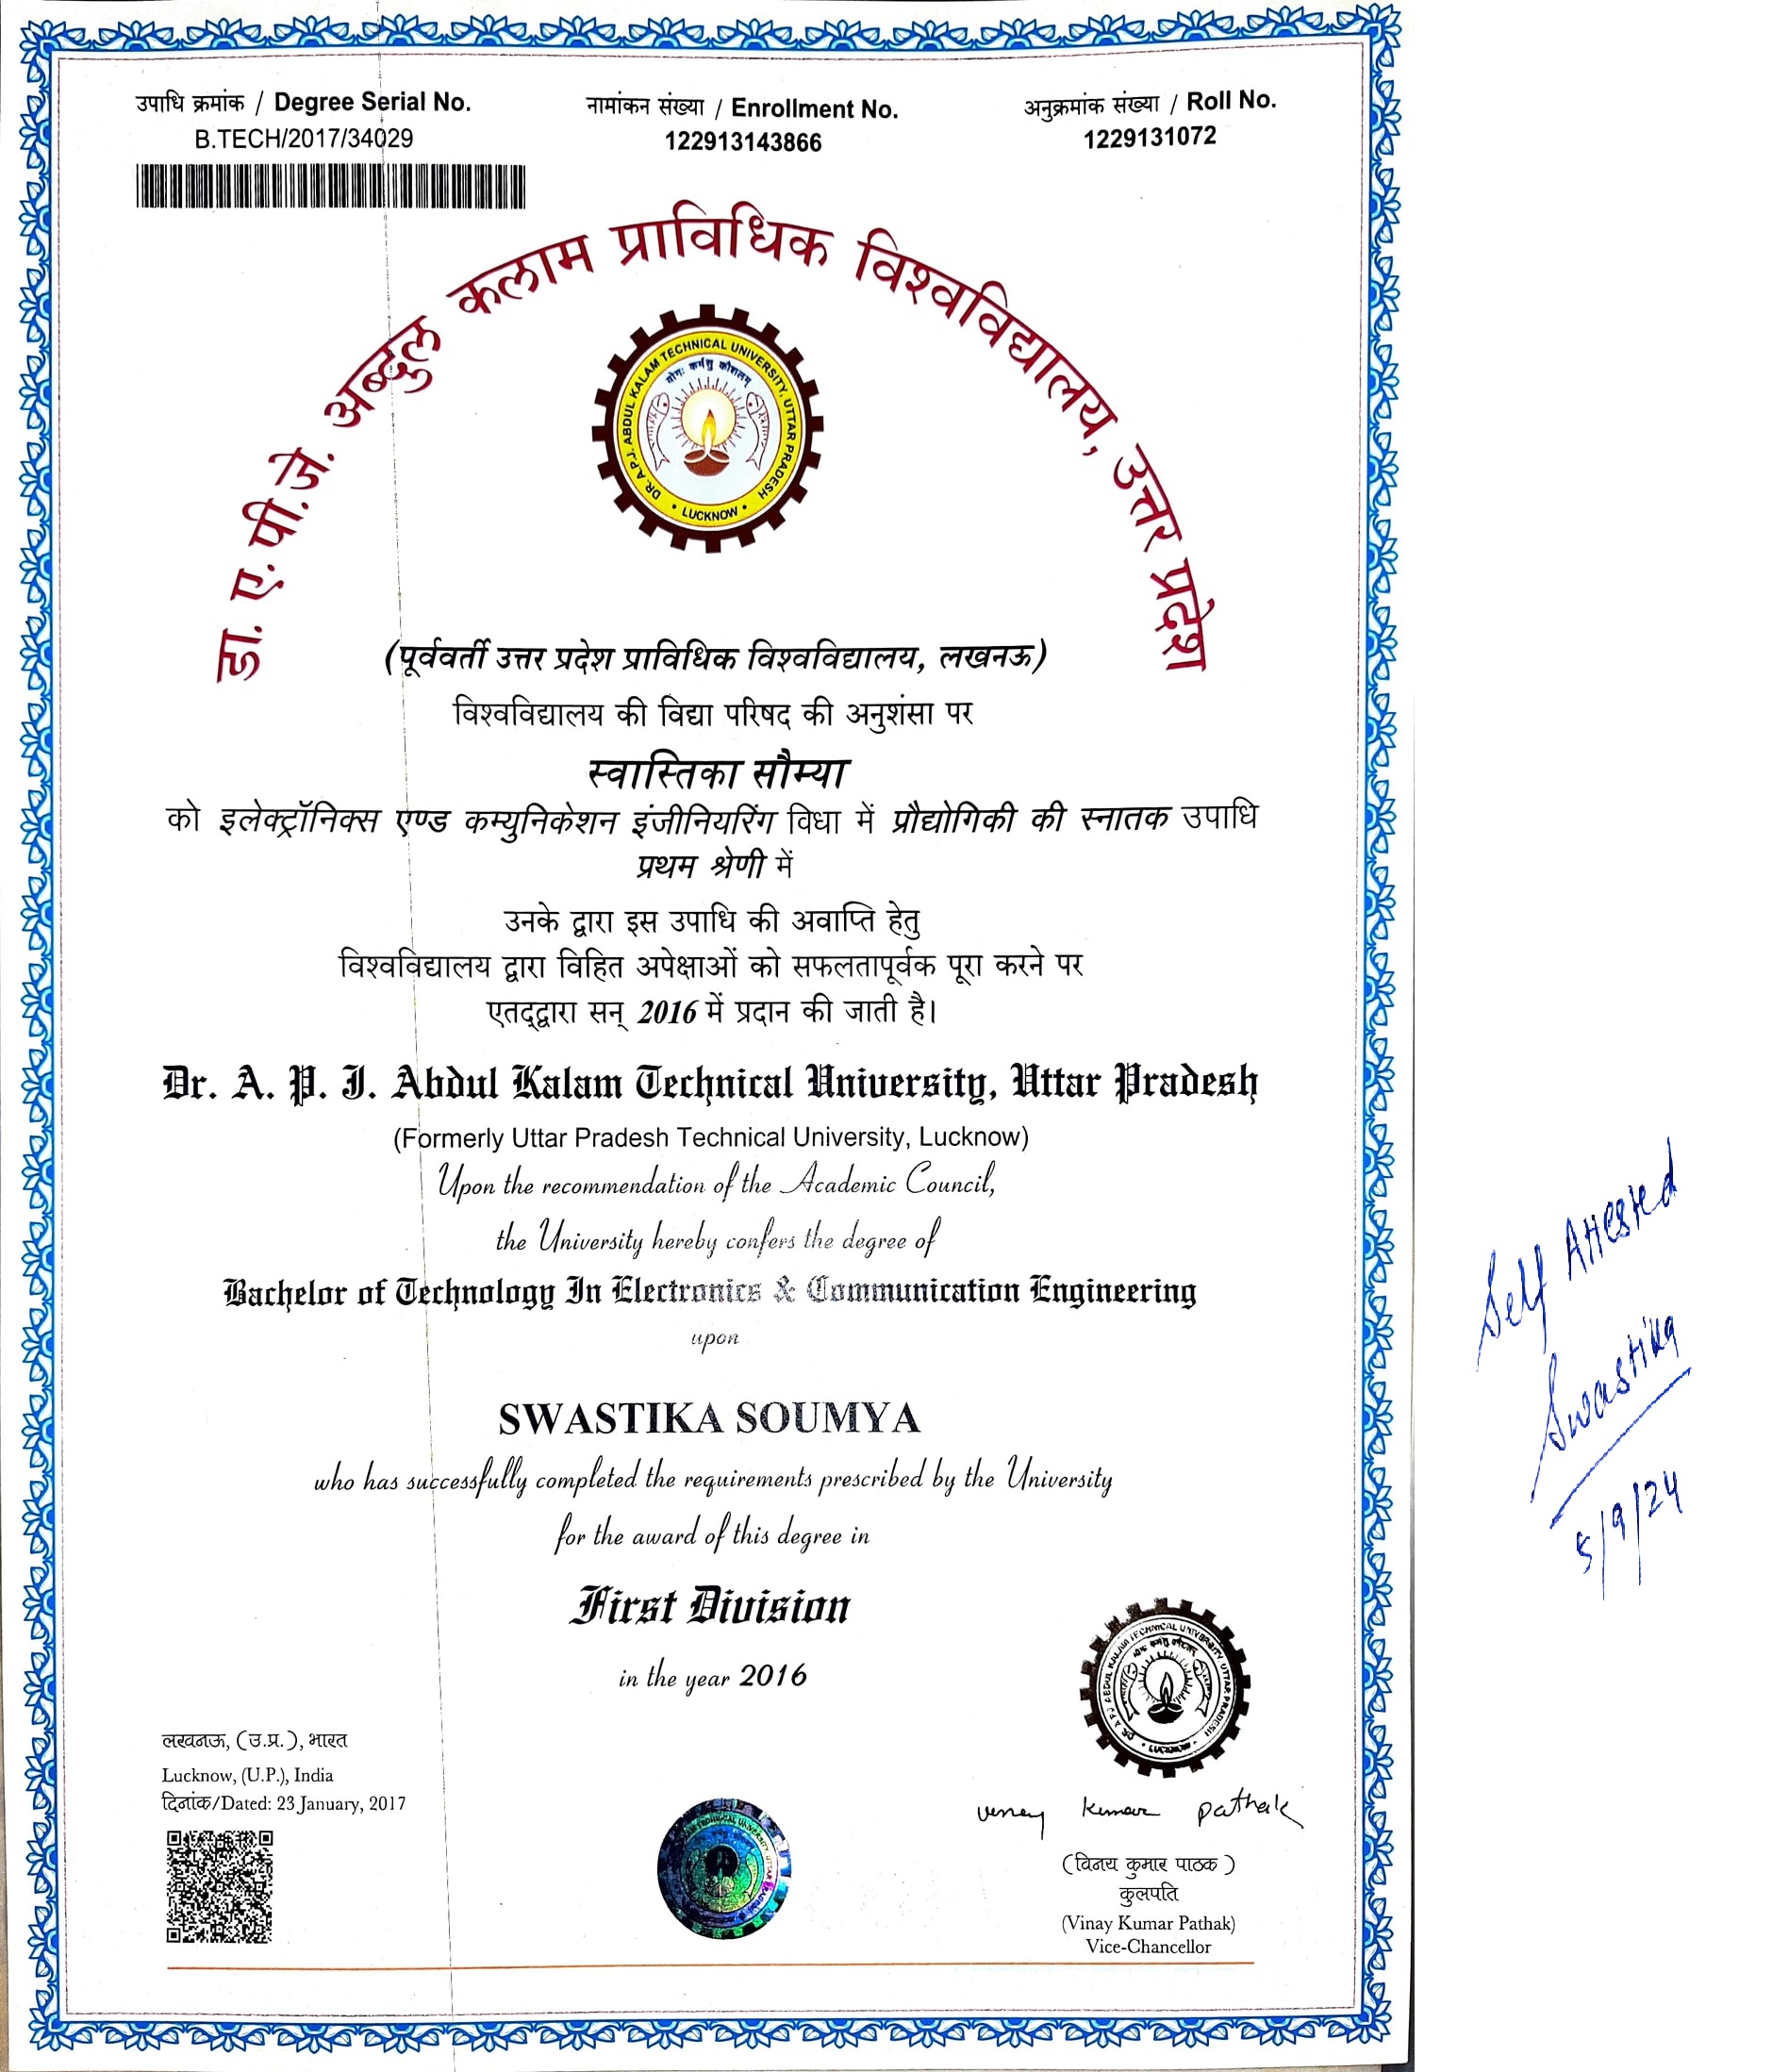 उपाधि क्रमांक / Degree Serial No.
B.TECH/2017/34029
नामांकन संख्या / Enrollment No.
122913143866
अनुक्रमांक संख्या / Roll No.
1229131072
डा. ए.पी.जे. अब्दुल कलाम प्राविधिक विश्वविद्यालय, उत्तर प्रदेश
DR. A.P.J. ABDUL KALAM TECHNICAL UNIVERSITY, UTTAR PRADESH
योगः कर्मसु कौशलम्
• LUCKNOW •
(पूर्ववर्ती उत्तर प्रदेश प्राविधिक विश्वविद्यालय, लखनऊ)
विश्वविद्यालय की विद्या परिषद की अनुशंसा पर
स्वास्तिका सौम्या
को इलेक्ट्रॉनिक्स एण्ड कम्युनिकेशन इंजीनियरिंग विधा में प्रौद्योगिकी की स्नातक उपाधि
प्रथम श्रेणी में
उनके द्वारा इस उपाधि की अवाप्ति हेतु
विश्वविद्यालय द्वारा विहित अपेक्षाओं को सफलतापूर्वक पूरा करने पर
एतद्द्वारा सन् 2016 में प्रदान की जाती है।
Dr. A. P. J. Abdul Kalam Technical University, Uttar Pradesh
(Formerly Uttar Pradesh Technical University, Lucknow)
Upon the recommendation of the Academic Council,
the University hereby confers the degree of
Bachelor of Technology In Electronics & Communication Engineering
upon
SWASTIKA SOUMYA
who has successfully completed the requirements prescribed by the University
for the award of this degree in
First Division
in the year 2016
DR. A.P.J. ABDUL KALAM TECHNICAL UNIVERSITY UTTAR PRADESH
• LUCKNOW •
लखनऊ, (उ.प्र.), भारत
Lucknow, (U.P.), India
दिनांक/Dated: 23 January, 2017
Vinay Kumar Pathak
(विनय कुमार पाठक )
कुलपति
(Vinay Kumar Pathak)
Vice-Chancellor
Self Attested
Swastika
5/9/24